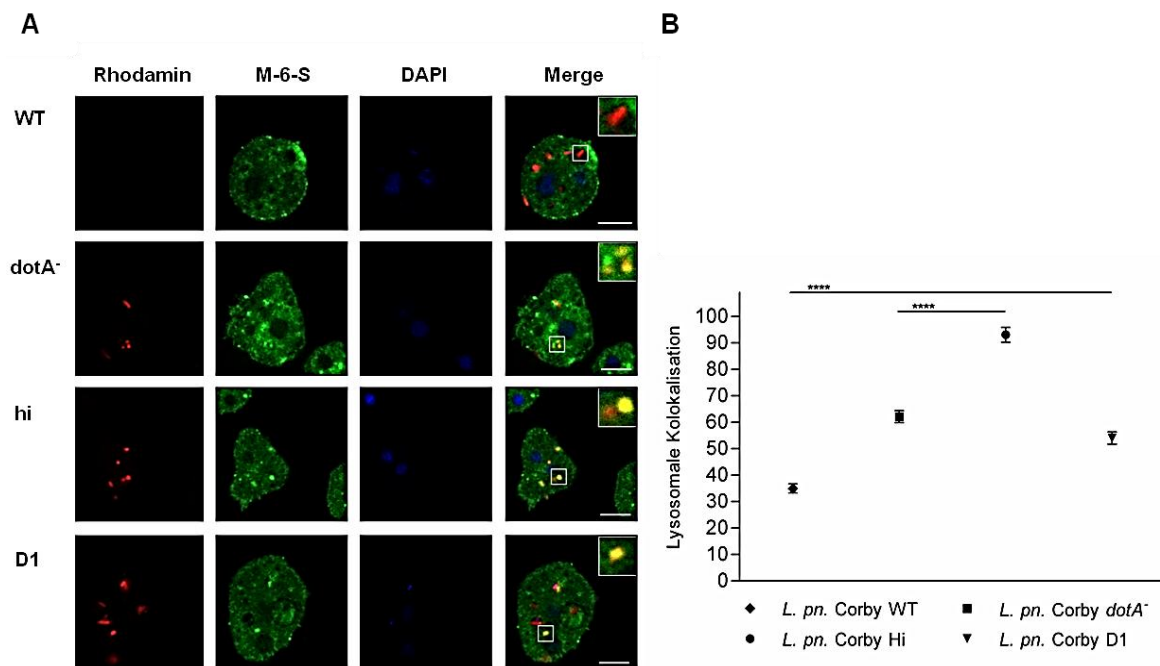 A
Rhodamin M-6-S DAPI Merge
WT
dotA⁻
hi
D1
B
Lysosomale Kolokalisation
100
90
80
70
60
50
40
30
20
10
0
****
****
◆ L. pn. Corby WT ■ L. pn. Corby dotA⁻
● L. pn. Corby Hi ▼ L. pn. Corby D1